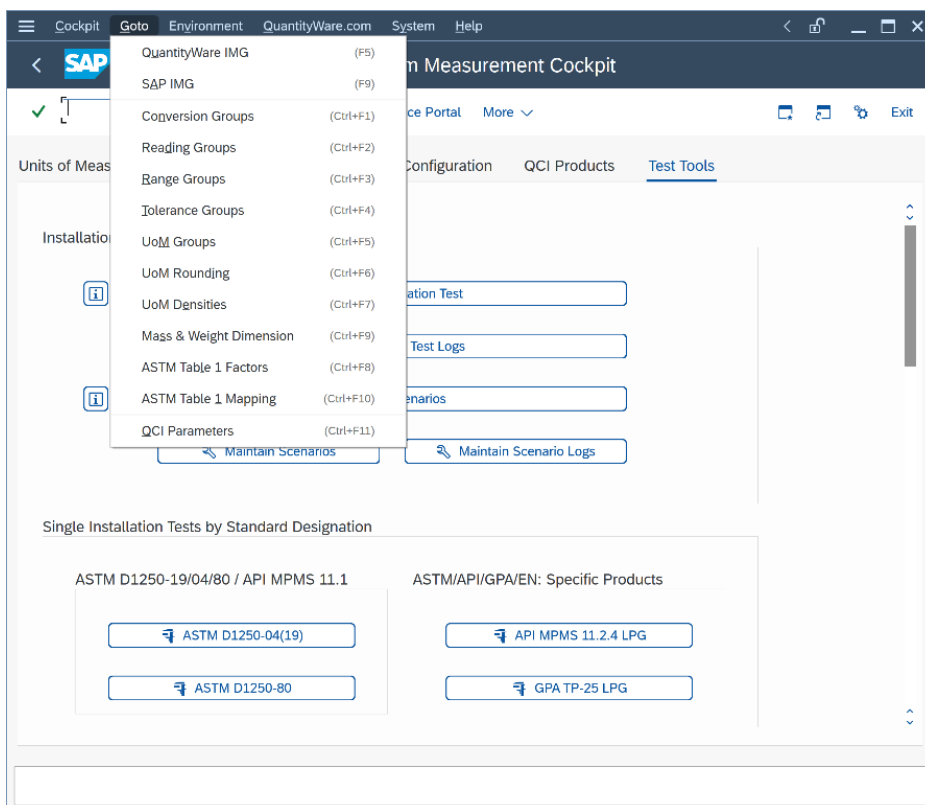 Cockpit Goto Environment QuantityWare.com System Help
SAP m Measurement Cockpit
ce Portal More Exit
QuantityWare IMG (F5)
SAP IMG (F9)
Conversion Groups (Ctrl+F1)
Reading Groups (Ctrl+F2)
Range Groups (Ctrl+F3)
Tolerance Groups (Ctrl+F4)
UoM Groups (Ctrl+F5)
UoM Rounding (Ctrl+F6)
UoM Densities (Ctrl+F7)
Mass & Weight Dimension (Ctrl+F9)
ASTM Table 1 Factors (Ctrl+F8)
ASTM Table 1 Mapping (Ctrl+F10)
QCI Parameters (Ctrl+F11)
Units of Meas Configuration QCI Products Test Tools
Installation
ation Test
Test Logs
enarios
Maintain Scenarios Maintain Scenario Logs
Single Installation Tests by Standard Designation
ASTM D1250-19/04/80 / API MPMS 11.1 ASTM/API/GPA/EN: Specific Products
ASTM D1250-04(19) API MPMS 11.2.4 LPG
ASTM D1250-80 GPA TP-25 LPG